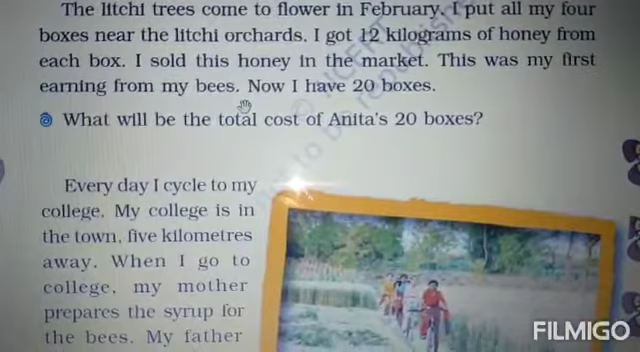 The litchi trees come to flower in February. I put all my four
boxes near the litchi orchards. I got 12 kilograms of honey from
each box. I sold this honey in the market. This was my first
earning from my bees. Now I have 20 boxes.
What will be the total cost of Anita's 20 boxes?
Every day I cycle to my
college. My college is in
the town, five kilometres
away. When I go to
college, my mother
prepares the syrup for
the bees. My father
© NCERT
to be republished
FILMIGO